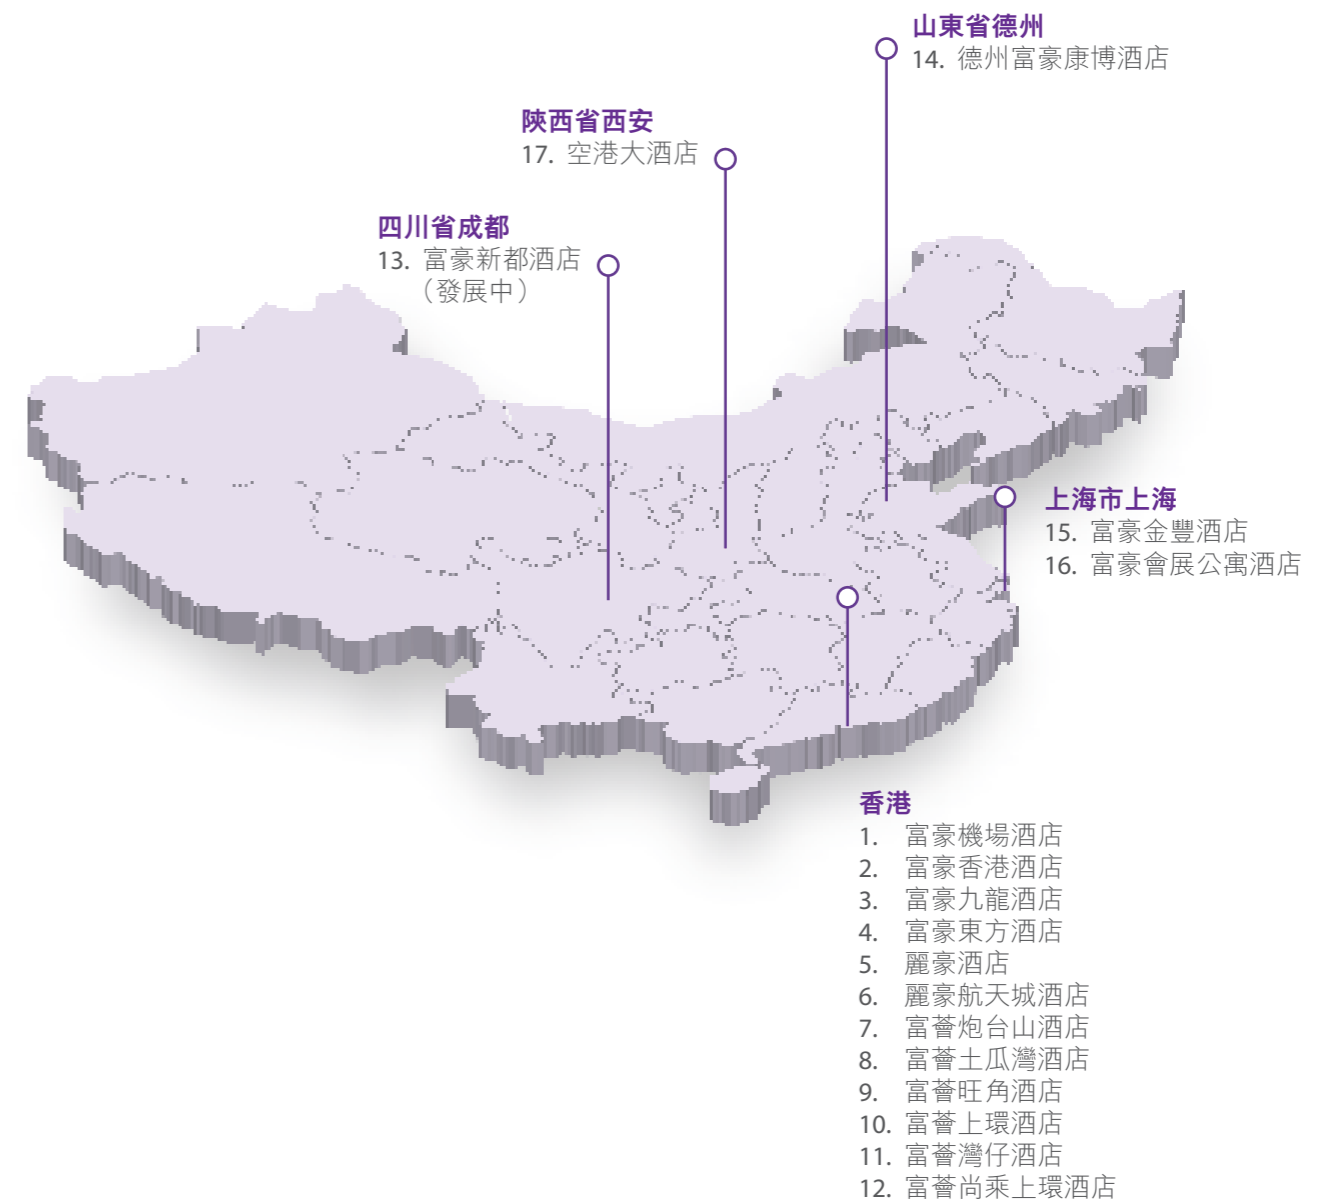 山東省德州
14. 德州富豪康博酒店
陝西省西安
17. 空港大酒店
四川省成都
13. 富豪新都酒店
（發展中）
上海市上海
15. 富豪金豐酒店
16. 富豪會展公寓酒店
香港
1. 富豪機場酒店
2. 富豪香港酒店
3. 富豪九龍酒店
4. 富豪東方酒店
5. 麗豪酒店
6. 麗豪航天城酒店
7. 富薈炮台山酒店
8. 富薈土瓜灣酒店
9. 富薈旺角酒店
10. 富薈上環酒店
11. 富薈灣仔酒店
12. 富薈尚乘上環酒店